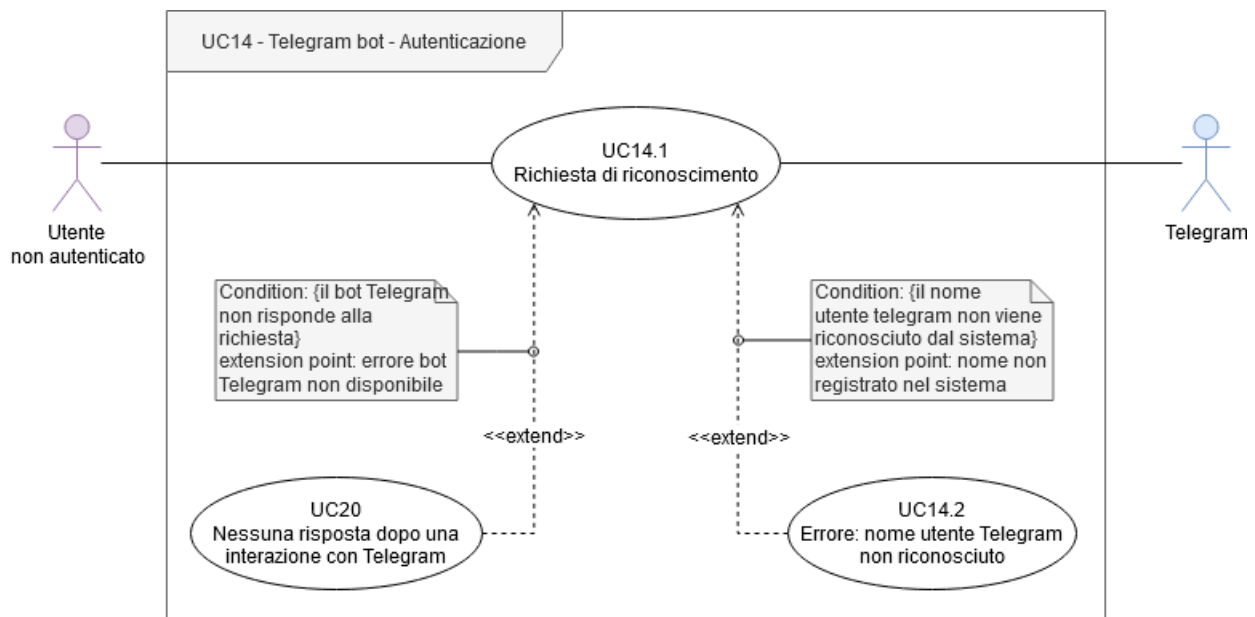 UC14 - Telegram bot - Autenticazione
UC14.1
Richiesta di riconoscimento
Utente
non autenticato
Telegram
Condition: {il bot Telegram
non risponde alla
richiesta}
extension point: errore bot
Telegram non disponibile
Condition: {il nome
utente telegram non viene
riconosciuto dal sistema}
extension point: nome non
registrato nel sistema
<<extend>>
<<extend>>
UC20
Nessuna risposta dopo una
interazione con Telegram
UC14.2
Errore: nome utente Telegram
non riconosciuto